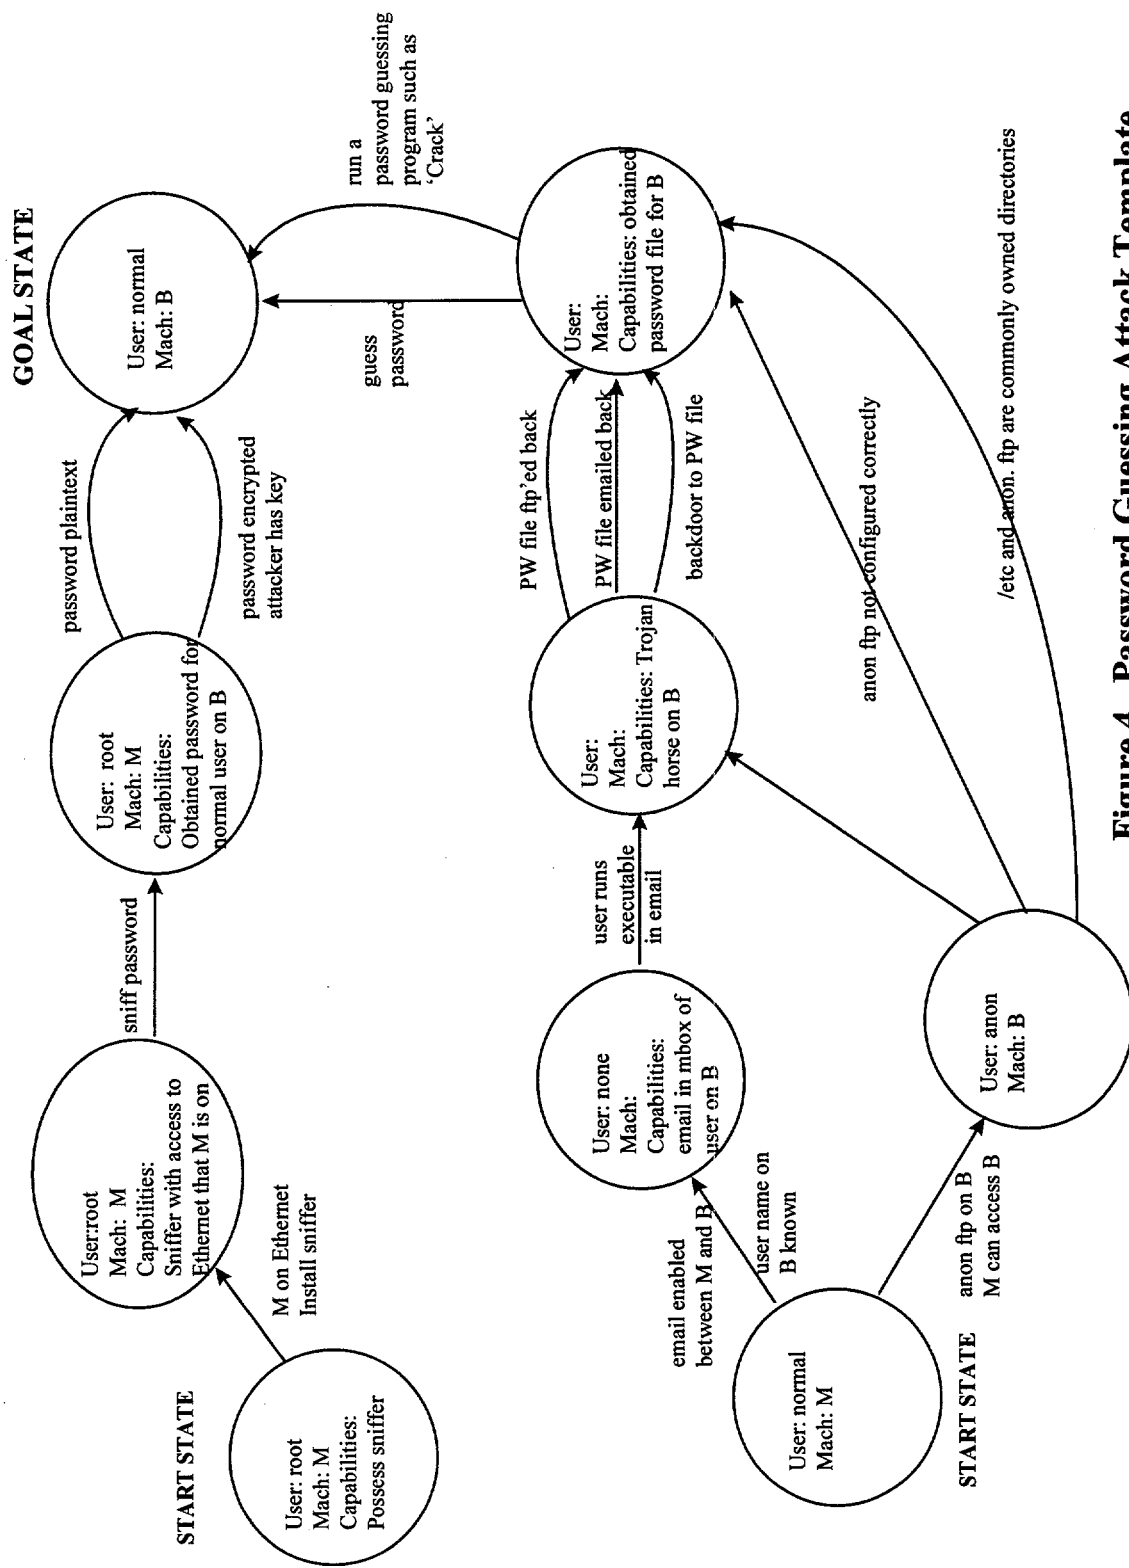 GOAL STATE
START STATE
User: root
Mach: M
Capabilities:
Possess sniffer
M on Ethernet
Install sniffer
User:root
Mach: M
Capabilities:
Sniffer with access to
Ethernet that M is on
sniff password
User: root
Mach: M
Capabilities:
Obtained password for
normal user on B
password plaintext
password encrypted
attacker has key
User: normal
Mach: B
guess
password
run a
password guessing
program such as
‘Crack’
START STATE
User: normal
Mach: M
email enabled
between M and B
user name on
B known
User: none
Mach:
Capabilities:
email in mbox of
user on B
user runs
executable
in email
User:
Mach:
Capabilities: Trojan
horse on B
PW file ftp’ed back
PW file emailed back
backdoor to PW file
User:
Mach:
Capabilities: obtained
password file for B
anon ftp on B
M can access B
User: anon
Mach: B
anon ftp not configured correctly
/etc and anon. ftp are commonly owned directories
Figure 4 Password Guessing Attack Template